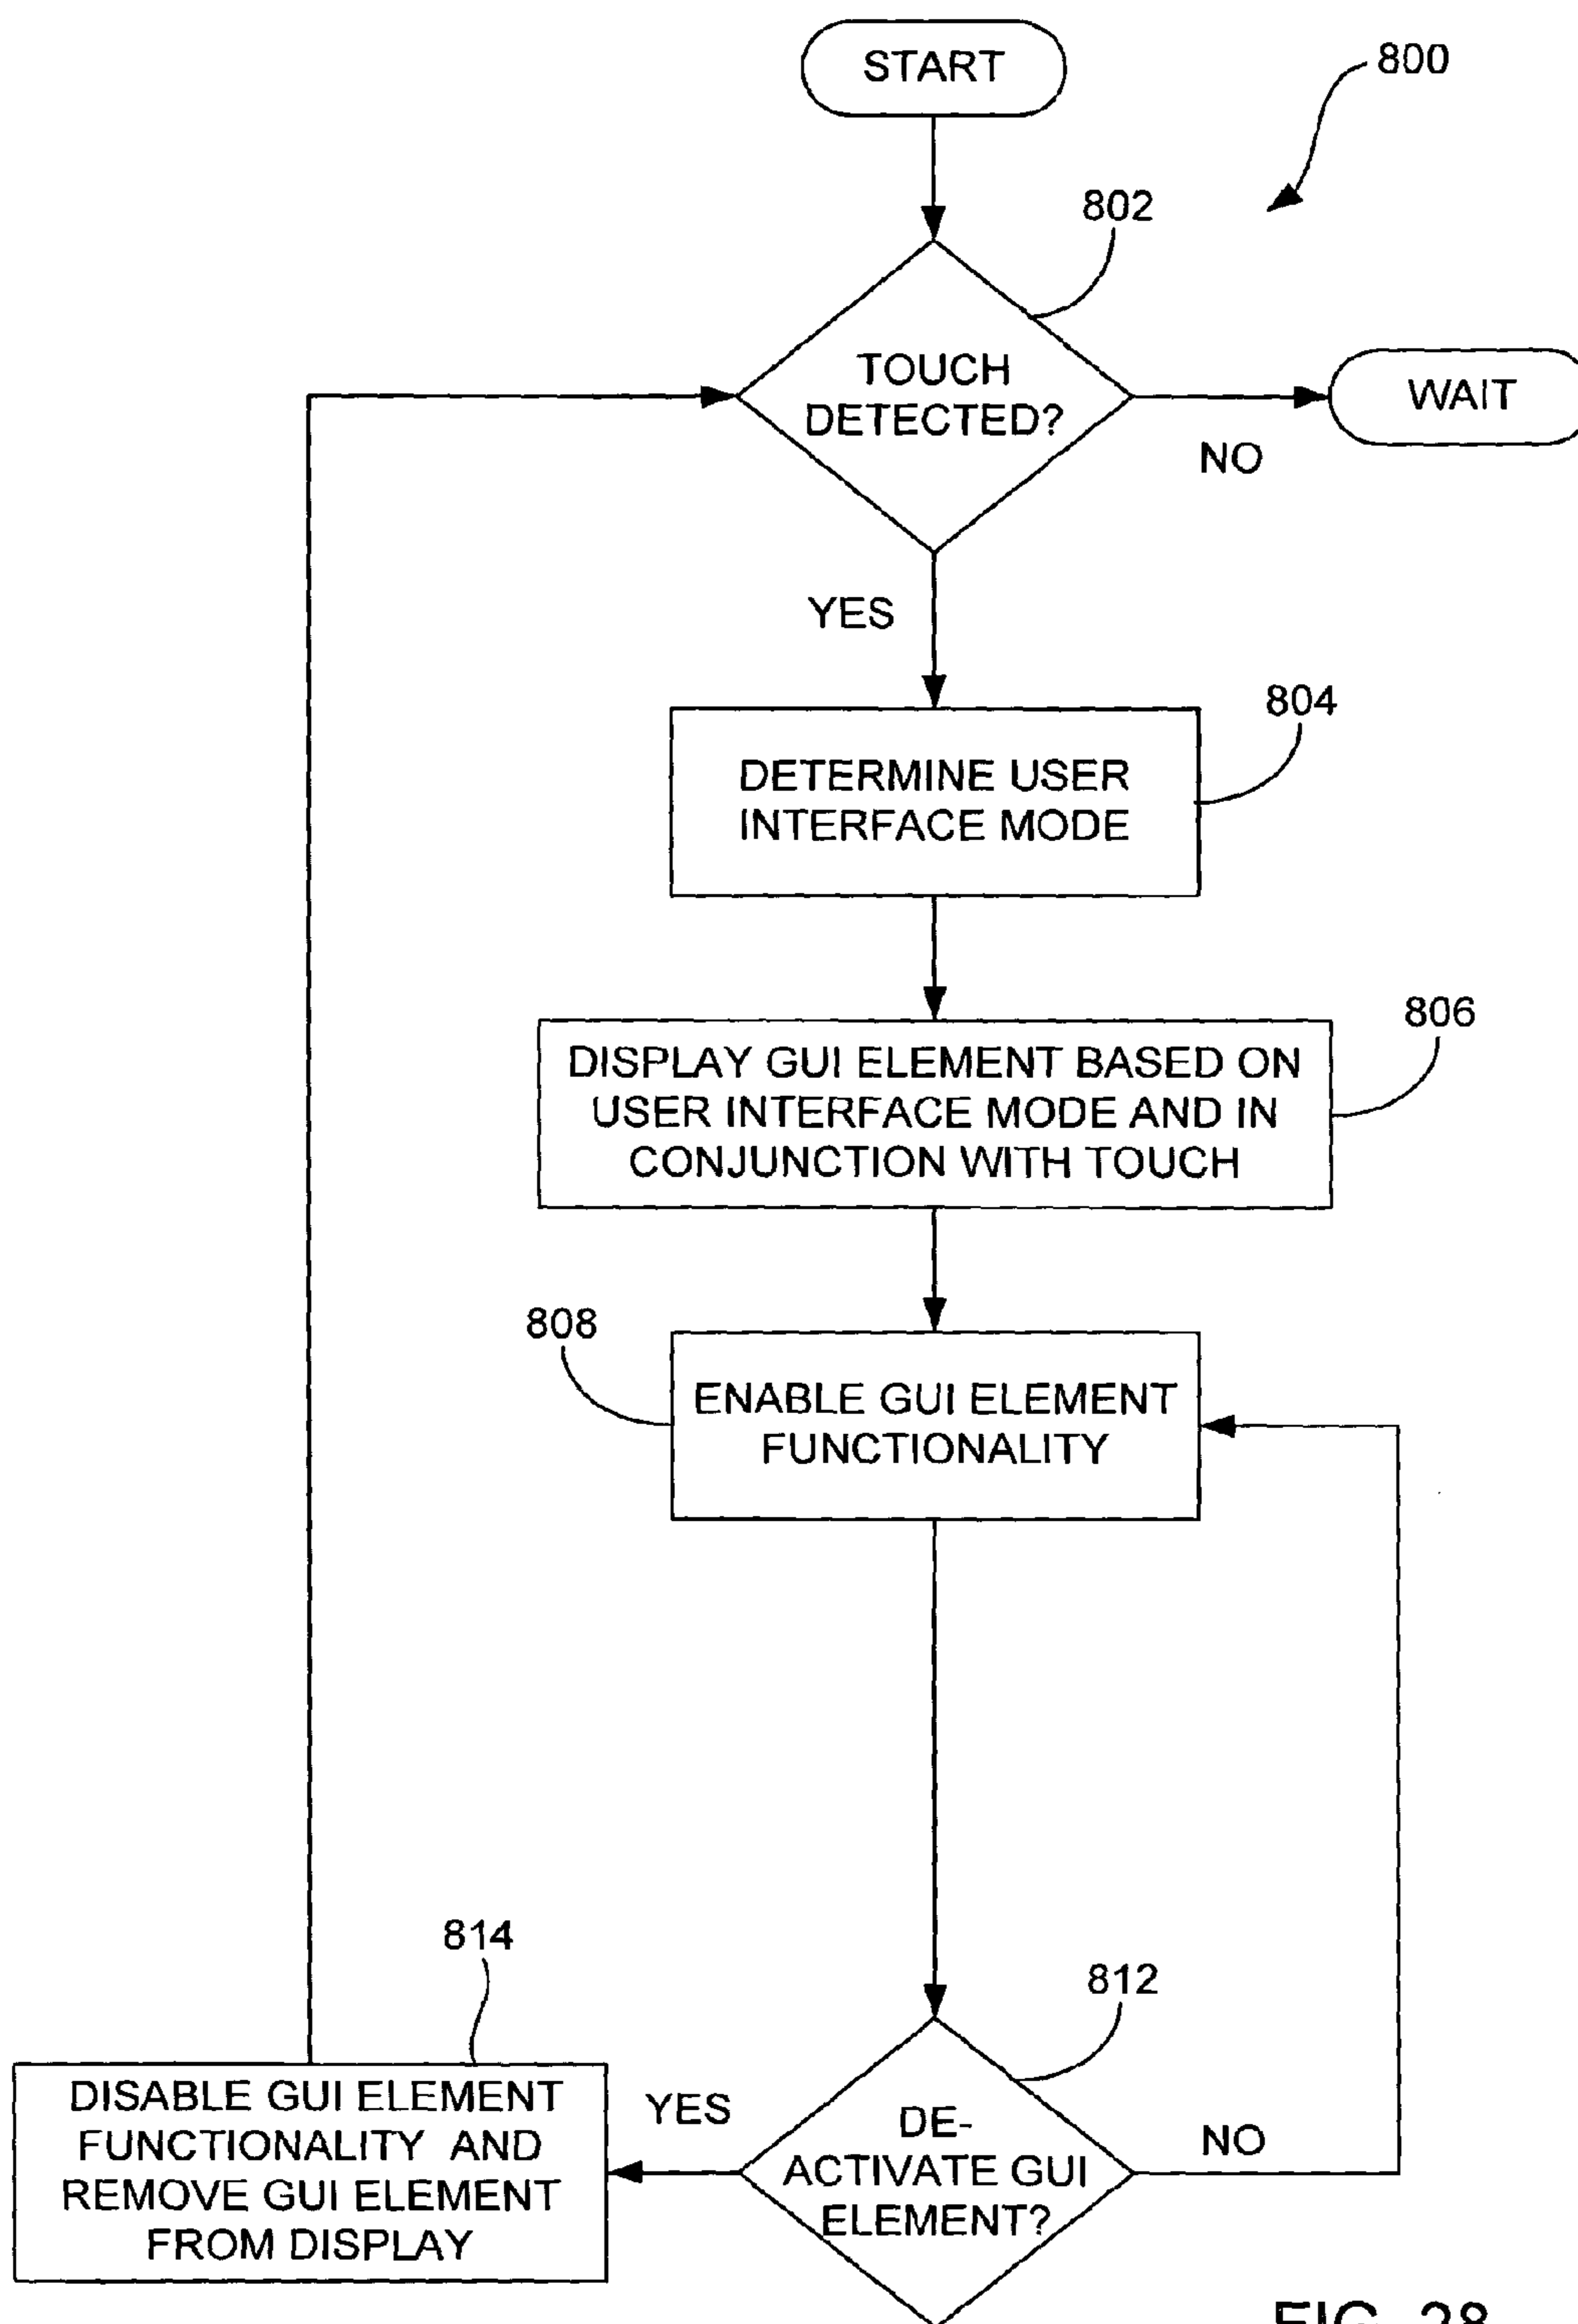 START
800
802
TOUCH
DETECTED?
WAIT
NO
YES
804
DETERMINE USER
INTERFACE MODE
806
DISPLAY GUI ELEMENT BASED ON
USER INTERFACE MODE AND IN
CONJUNCTION WITH TOUCH
808
ENABLE GUI ELEMENT
FUNCTIONALITY
814
812
DISABLE GUI ELEMENT
FUNCTIONALITY AND
REMOVE GUI ELEMENT
FROM DISPLAY
YES
DE-
ACTIVATE GUI
ELEMENT?
NO
FIG. 28